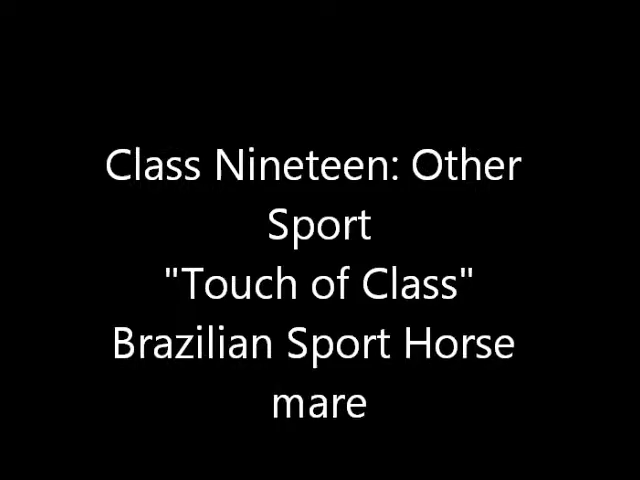 Class Nineteen: Other
Sport
"Touch of Class"
Brazilian Sport Horse
mare